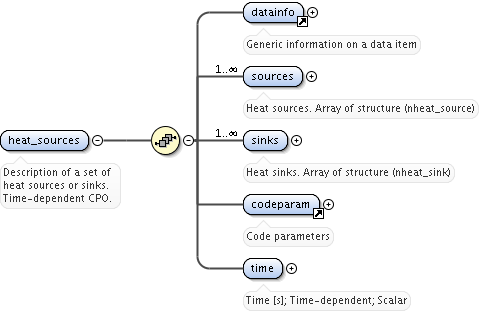 datainfo
Generic information on a data item
1..∞
sources
Heat sources. Array of structure (nheat_source)
1..∞
heat_sources
sinks
Description of a set of
heat sources or sinks.
Time-dependent CPO.
Heat sinks. Array of structure (nheat_sink)
codeparam
Code parameters
time
Time [s]; Time-dependent; Scalar